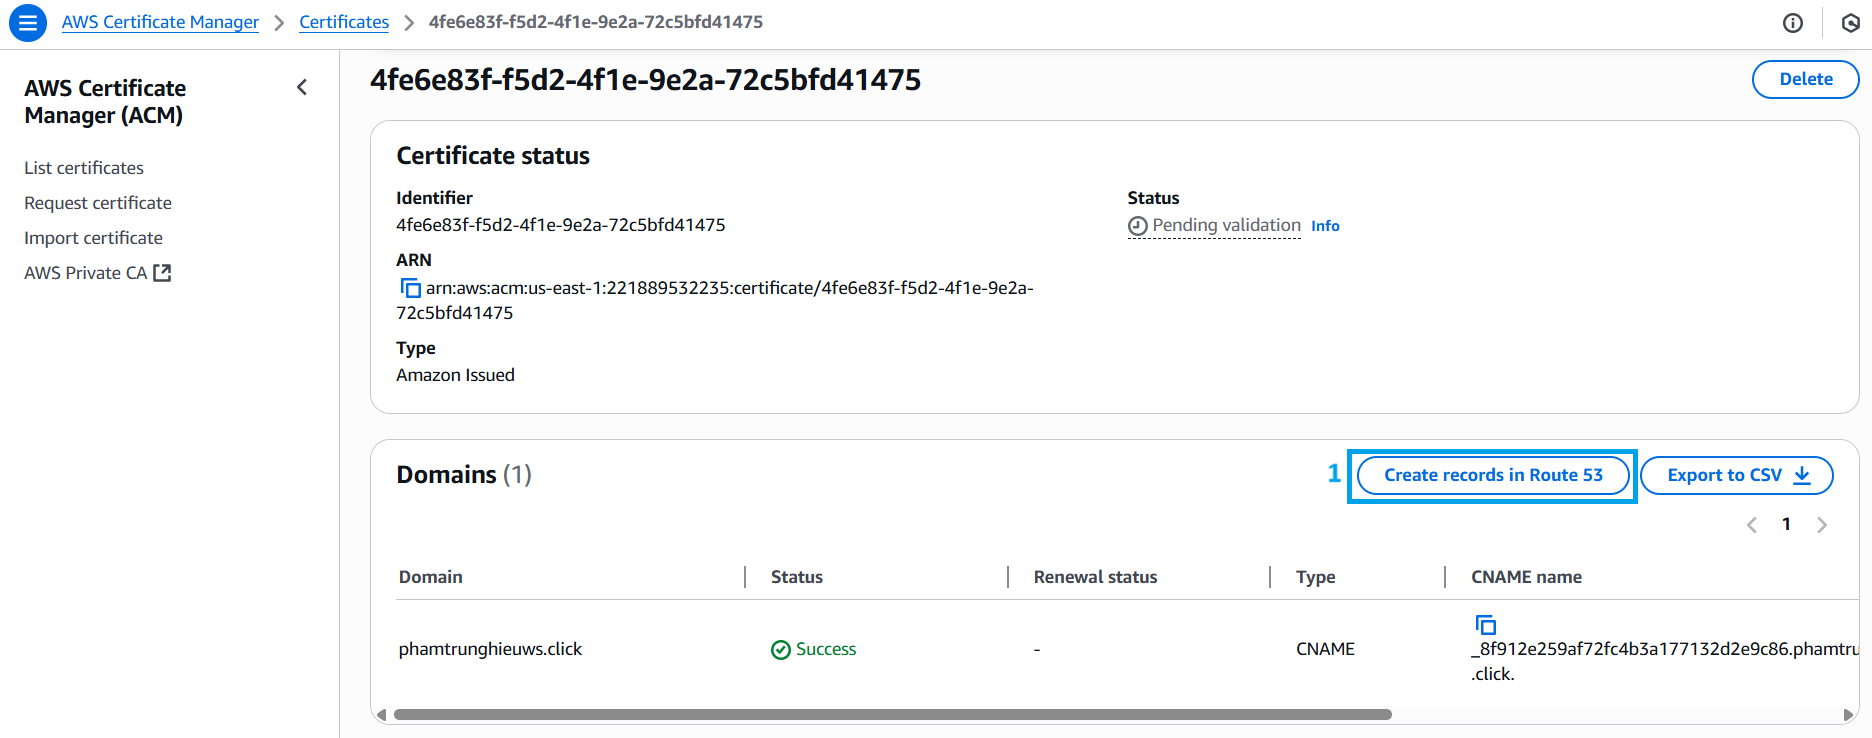 AWS Certificate Manager > Certificates > 4fe6e83f-f5d2-4f1e-9e2a-72c5bfd41475
AWS Certificate
Manager (ACM)
List certificates
Request certificate
Import certificate
AWS Private CA
4fe6e83f-f5d2-4f1e-9e2a-72c5bfd41475
Delete
Certificate status
Identifier
4fe6e83f-f5d2-4f1e-9e2a-72c5bfd41475
Status
Pending validation Info
ARN
arn:aws:acm:us-east-1:221889532235:certificate/4fe6e83f-f5d2-4f1e-9e2a-
72c5bfd41475
Type
Amazon Issued
Domains (1)
1 Create records in Route 53 Export to CSV
1
Domain Status Renewal status Type CNAME name
phamtrunghieuws.click Success - CNAME _8f912e259af72fc4b3a177132d2e9c86.phamtru
.click.